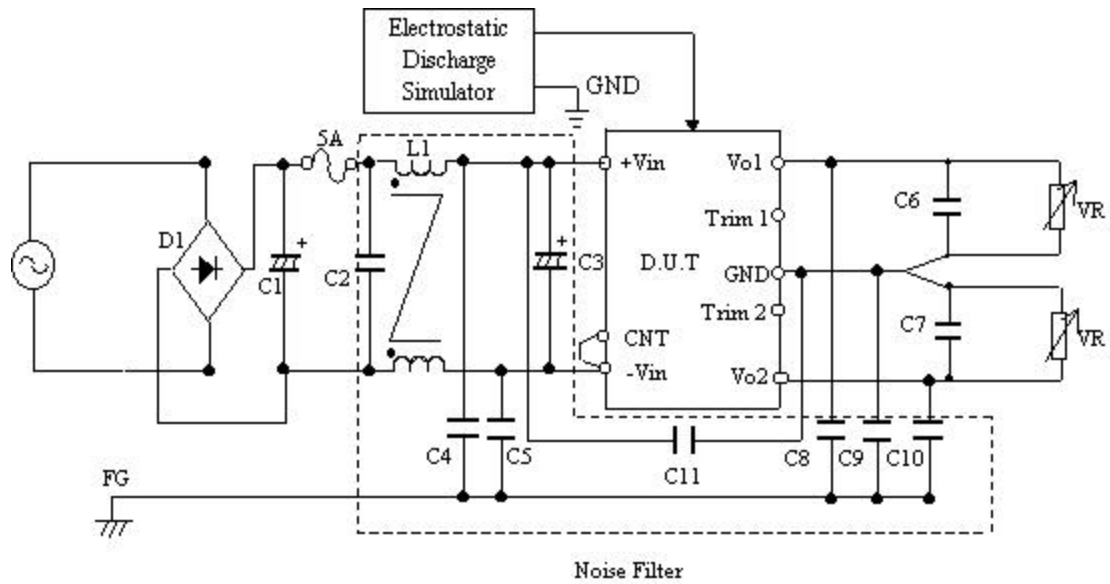 Electrostatic
Discharge
Simulator
GND
5A
L1
+Vin
Vo1
C6
VR
Trim 1
D1
C1
+
C2
+
C3
D.U.T
GND
Trim 2
C7
VR
CNT
-Vin
Vo2
C4
C5
C11
C8
C9
C10
FG
Noise Filter